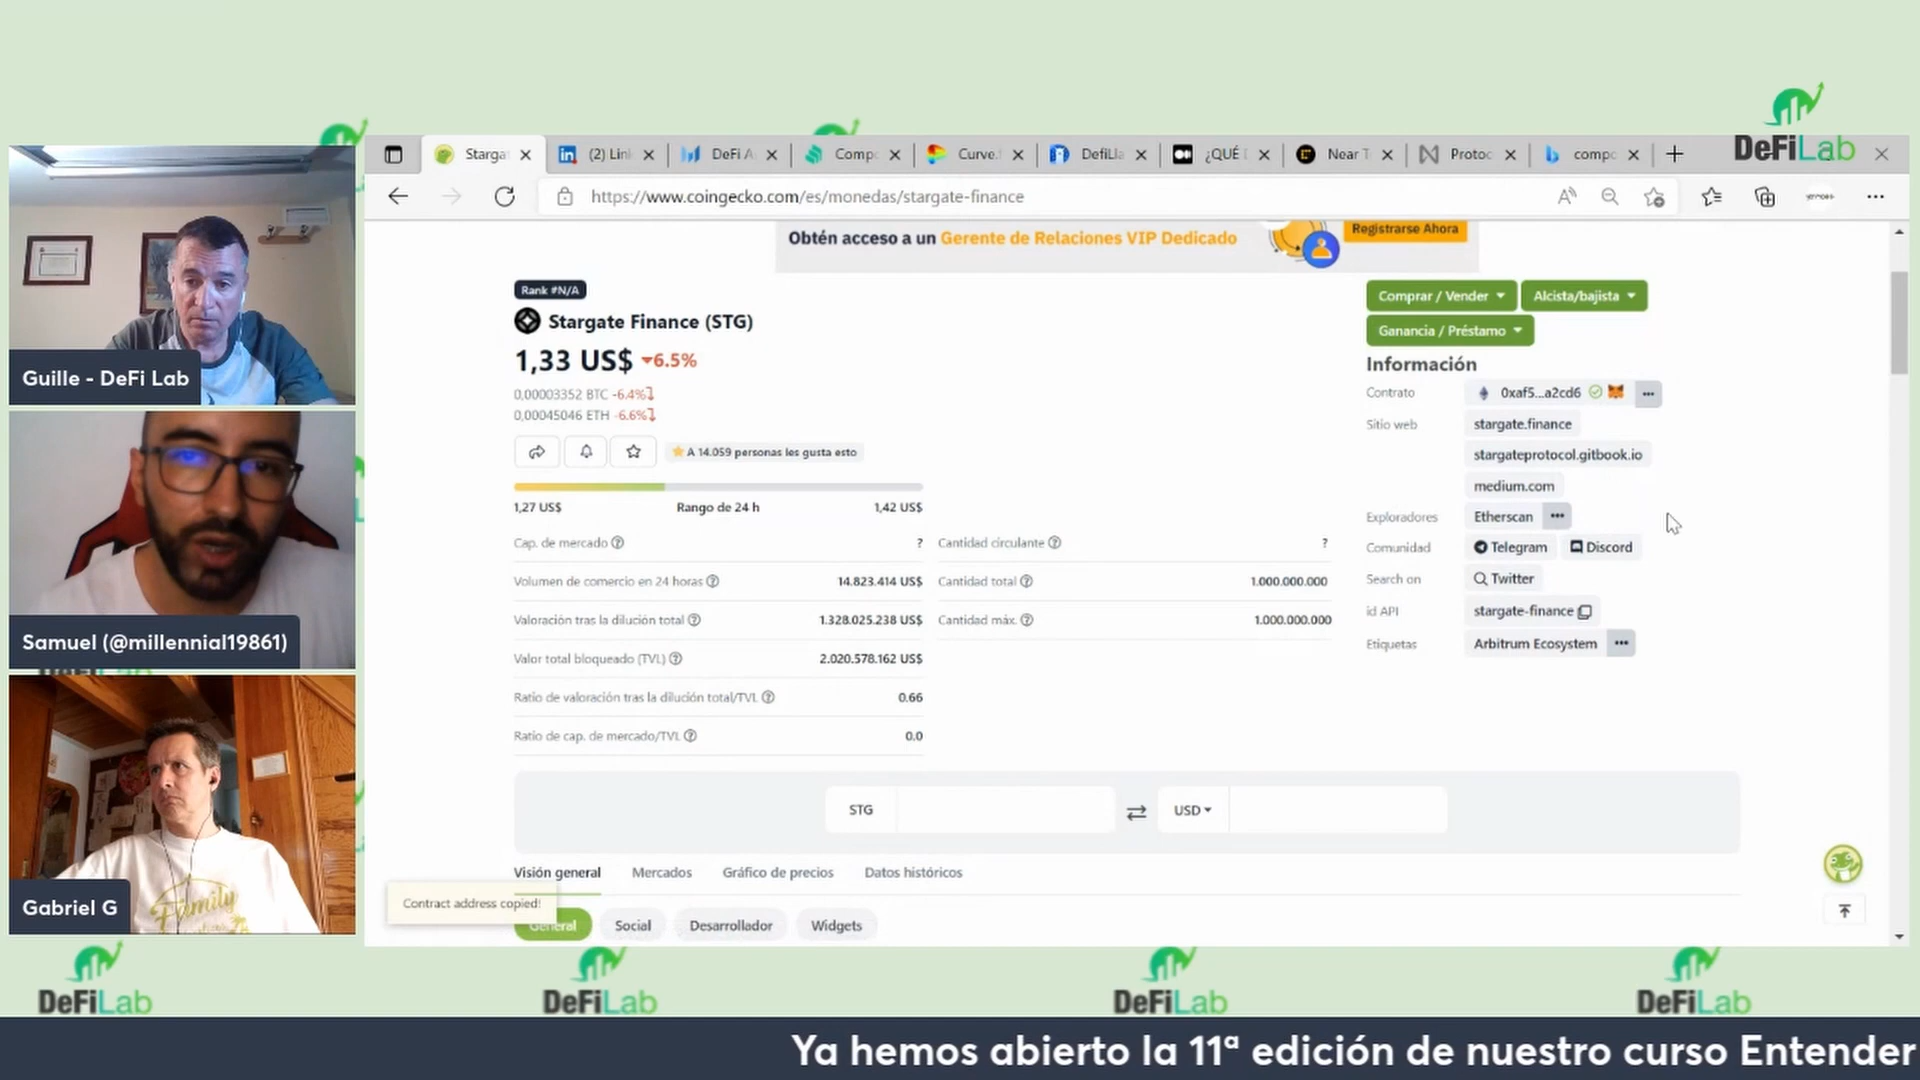 DeFiLab
Starga
(2) Lin
DeFi A
Compo
Curve.
DefiLla
¿QUÉ
Near T
Protoc
compo
https://www.coingecko.com/es/monedas/stargate-finance
Obtén acceso a un Gerente de Relaciones VIP Dedicado
Registrarse Ahora
Rank #N/A
Stargate Finance (STG)
1,33 US$ 6.5%
0,00003352 BTC -6.4%
0,00045046 ETH -6.6%
A 14.059 personas les gusta esto
1,27 US$ Rango de 24 h 1,42 US$
Cap. de mercado ?
Volumen de comercio en 24 horas 14.823.414 US$
Valoración tras la dilución total 1.328.025.238 US$
Valor total bloqueado (TVL) 2.020.578.162 US$
Ratio de valoración tras la dilución total/TVL 0.66
Ratio de cap. de mercado/TVL 0.0
Cantidad circulante ?
Cantidad total 1.000.000.000
Cantidad máx. 1.000.000.000
Comprar / Vender
Alcista/bajista
Ganancia / Préstamo
Información
Contrato 0xaf5...a2cd6
Sitio web stargate.finance
stargateprotocol.gitbook.io
medium.com
Exploradores Etherscan
Comunidad Telegram Discord
Search on Twitter
id API stargate-finance
Etiquetas Arbitrum Ecosystem
STG
USD
Visión general Mercados Gráfico de precios Datos históricos
Contract address copied!
General Social Desarrollador Widgets
Guille - DeFi Lab
Samuel (@millennial19861)
Gabriel G
Family
DeFiLab
DeFiLab
DeFiLab
DeFiLab
Ya hemos abierto la 11ª edición de nuestro curso Entender